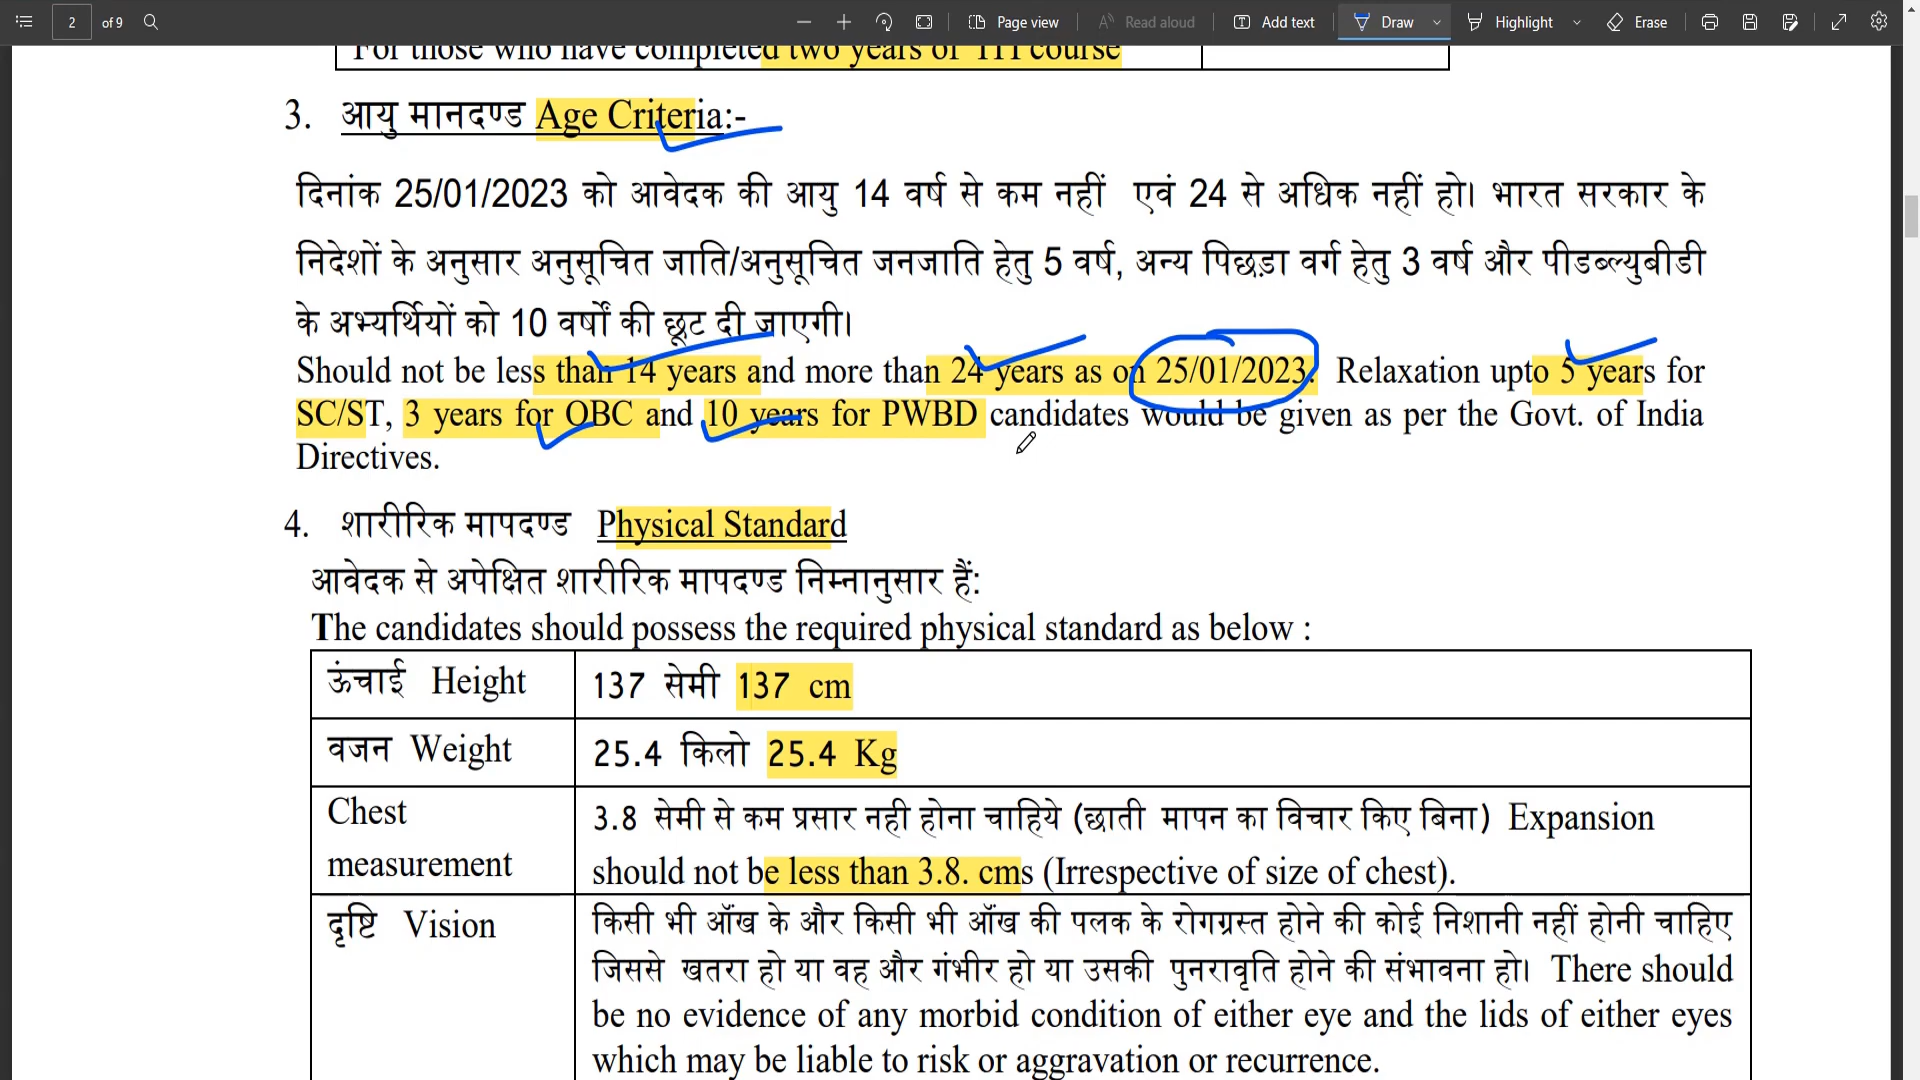 2 of 9 Page view Read aloud Add text Draw Highlight Erase
For those who have completed two years of ITI course
3. आयु मानदण्ड Age Criteria:-
दिनांक 25/01/2023 को आवेदक की आयु 14 वर्ष से कम नहीं एवं 24 से अधिक नहीं हो। भारत सरकार के
निदेशों के अनुसार अनुसूचित जाति/अनुसूचित जनजाति हेतु 5 वर्ष, अन्य पिछड़ा वर्ग हेतु 3 वर्ष और पीडब्ल्युबीडी
के अभ्यर्थियों को 10 वर्षों की छूट दी जाएगी।
Should not be less than 14 years and more than 24 years as on 25/01/2023. Relaxation upto 5 years for
SC/ST, 3 years for OBC and 10 years for PWBD candidates would be given as per the Govt. of India
Directives.
4. शारीरिक मापदण्ड Physical Standard
आवेदक से अपेक्षित शारीरिक मापदण्ड निम्नानुसार हैं:
The candidates should possess the required physical standard as below :
ऊंचाई Height 137 सेमी 137 cm
वजन Weight 25.4 किलो 25.4 Kg
Chest measurement 3.8 सेमी से कम प्रसार नही होना चाहिये (छाती मापन का विचार किए बिना) Expansion
should not be less than 3.8. cms (Irrespective of size of chest).
दृष्टि Vision किसी भी ऑंख के और किसी भी ऑंख की पलक के रोगग्रस्त होने की कोई निशानी नहीं होनी चाहिए
जिससे खतरा हो या वह और गंभीर हो या उसकी पुनरावृति होने की संभावना हो। There should
be no evidence of any morbid condition of either eye and the lids of either eyes
which may be liable to risk or aggravation or recurrence.